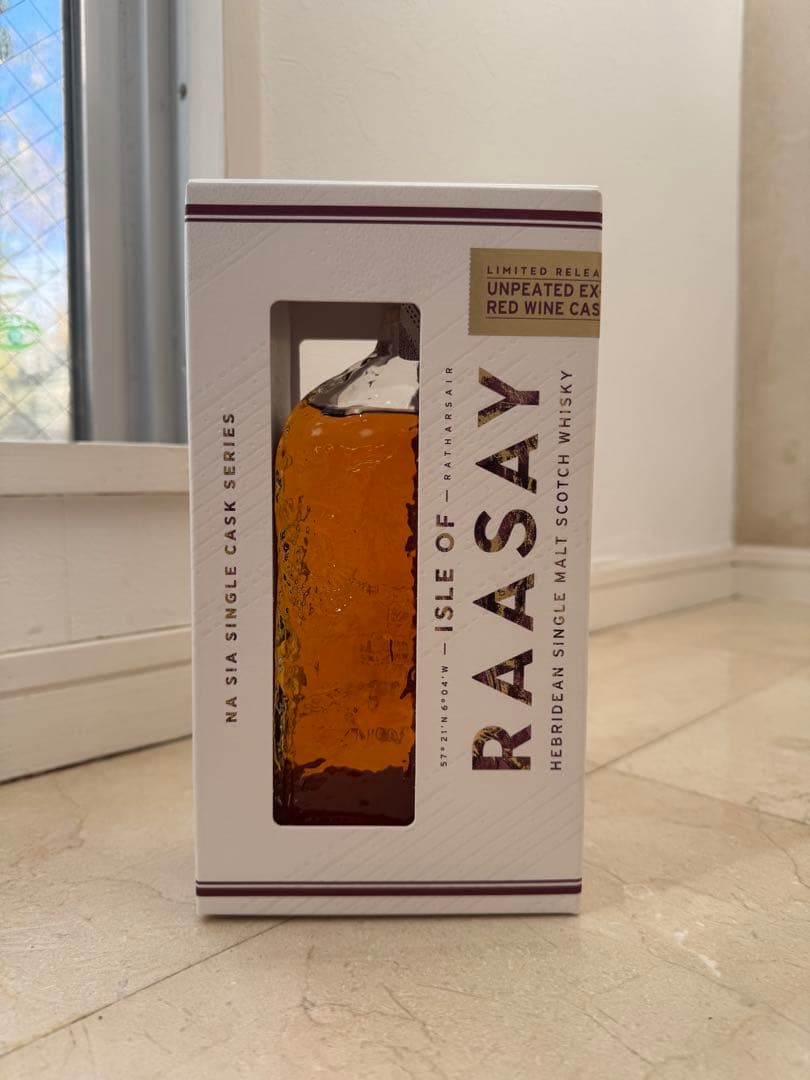 LIMITED RELEA
UNPEATED EX-
RED WINE CAS
NA SIA SINGLE CASK SERIES
57° 21'N 6°04'W — ISLE OF — RATHARSAIR
RAASAY
HEBRIDEAN SINGLE MALT SCOTCH WHISKY